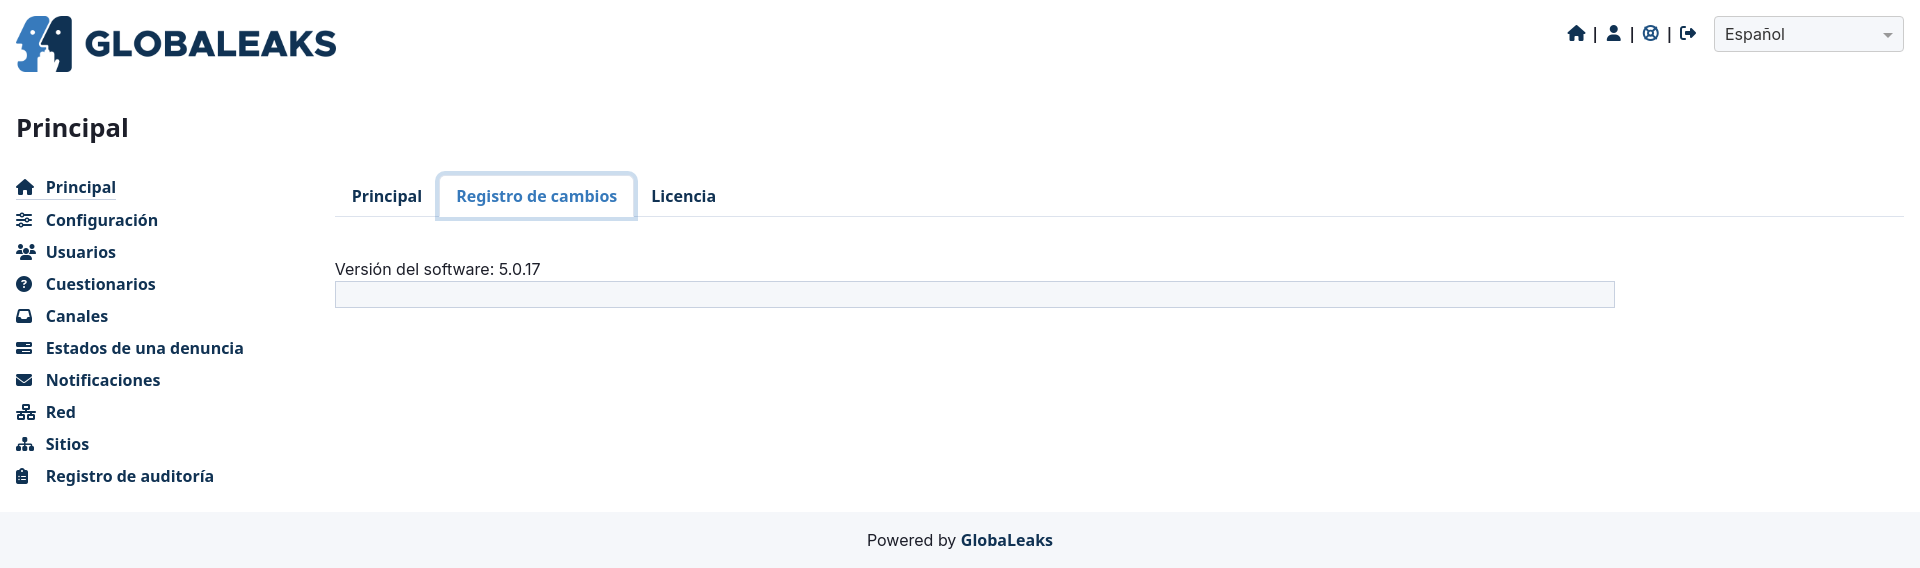 GLOBALEAKS
| | |
Español
Principal
Principal
Configuración
Usuarios
Cuestionarios
Canales
Estados de una denuncia
Notificaciones
Red
Sitios
Registro de auditoría
Principal Registro de cambios Licencia
Versión del software: 5.0.17
Powered by GlobaLeaks